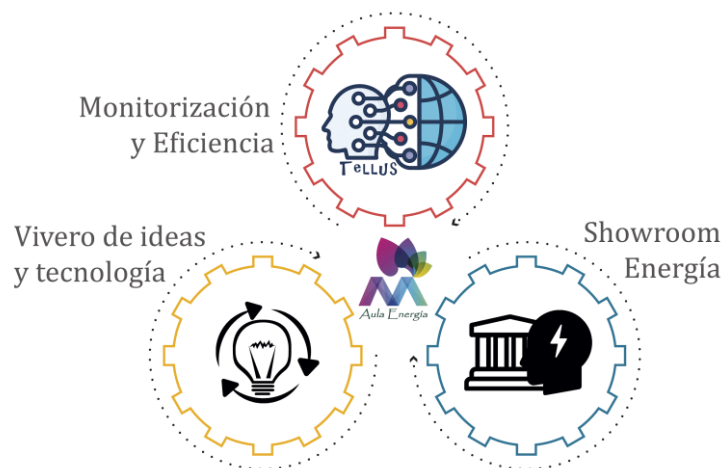 Monitorización
y Eficiencia
TeLLUS
Vivero de ideas
y tecnología
Aula Energía
Showroom
Energía